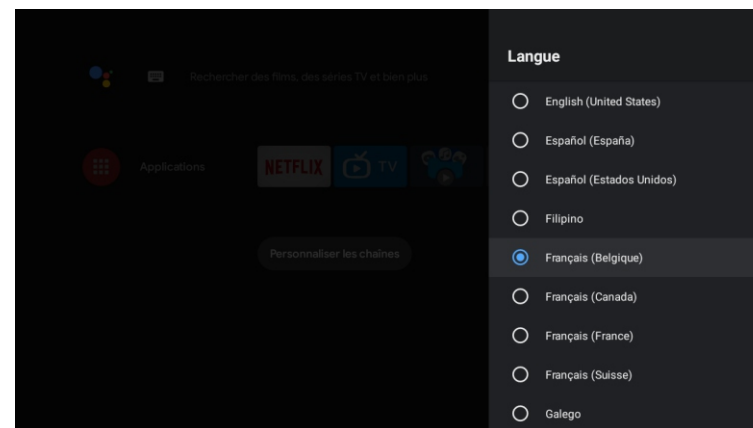 Rechercher des films, des séries TV et bien plus
Applications
NETFLIX
TV
Personnaliser les chaînes
Langue
English (United States)
Español (España)
Español (Estados Unidos)
Filipino
Français (Belgique)
Français (Canada)
Français (France)
Français (Suisse)
Galego